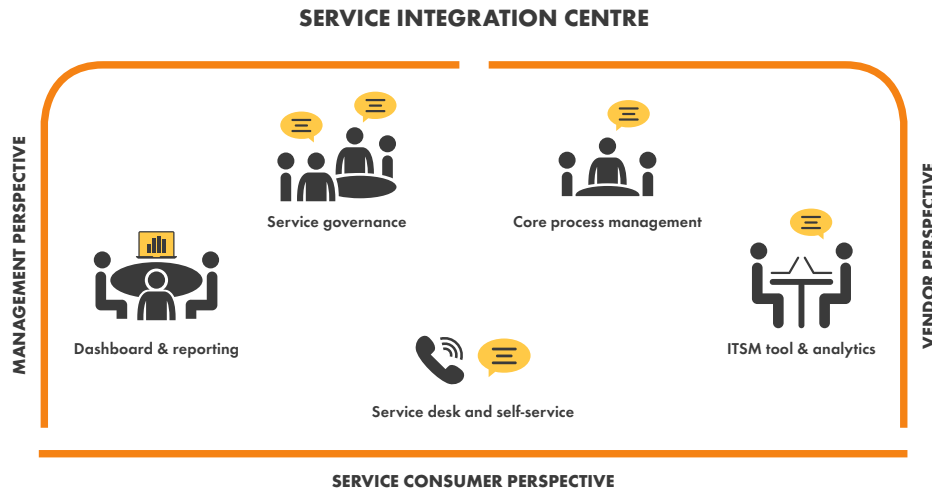 SERVICE INTEGRATION CENTRE
MANAGEMENT PERSPECTIVE
VENDOR PERSPECTIVE
Service governance
Core process management
Dashboard & reporting
ITSM tool & analytics
Service desk and self-service
SERVICE CONSUMER PERSPECTIVE